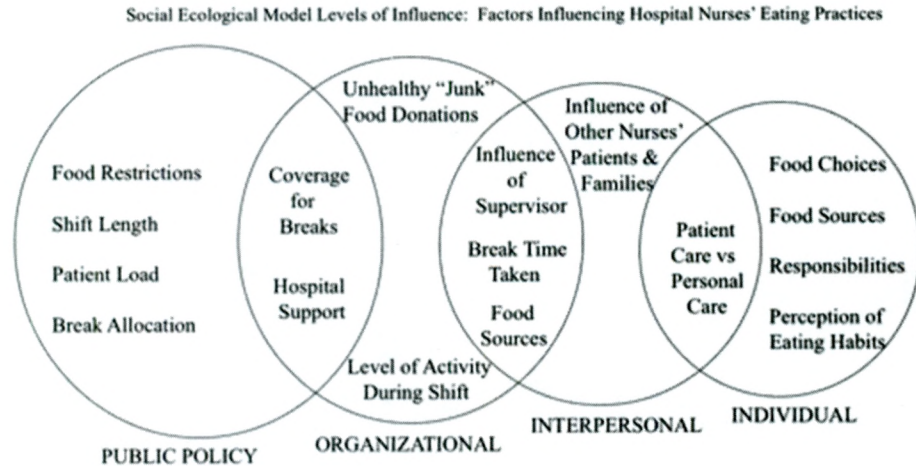 Social Ecological Model Levels of Influence: Factors Influencing Hospital Nurses' Eating Practices
Food Restrictions
Shift Length
Patient Load
Break Allocation
PUBLIC POLICY
Coverage
for
Breaks
Hospital
Support
Unhealthy “Junk”
Food Donations
Level of Activity
During Shift
ORGANIZATIONAL
Influence
of
Supervisor
Break Time
Taken
Food
Sources
Influence of
Other Nurses’
Patients &
Families
INTERPERSONAL
Patient
Care vs
Personal
Care
Food Choices
Food Sources
Responsibilities
Perception of
Eating Habits
INDIVIDUAL